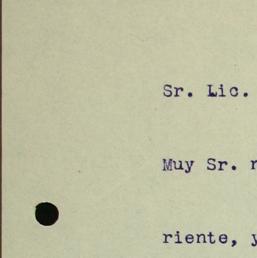 Sr. Lic.
Muy Sr.
riente,